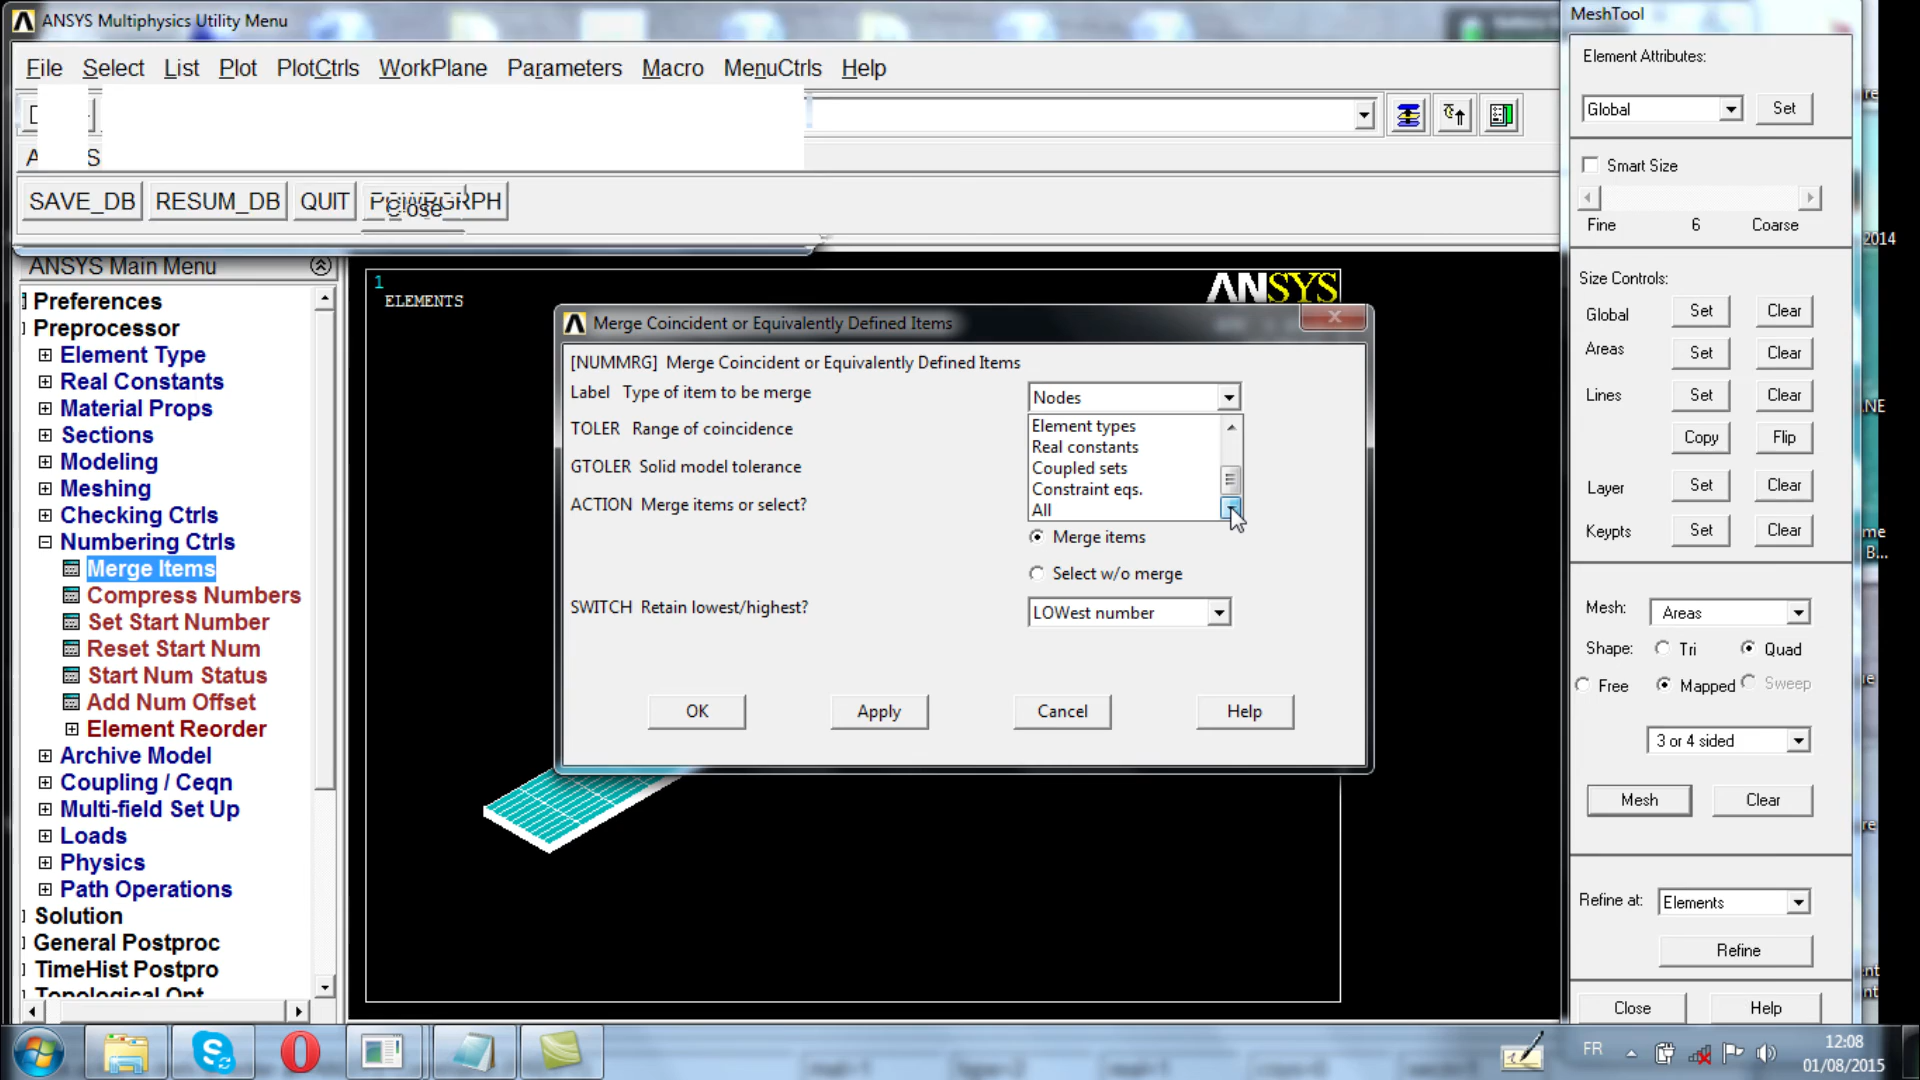 ANSYS Multiphysics Utility Menu
File Select List Plot PlotCtrls WorkPlane Parameters Macro MenuCtrls Help
SAVE_DB RESUM_DB QUIT POWRGRPH
Close
ANSYS Main Menu
Preferences
Preprocessor
Element Type
Real Constants
Material Props
Sections
Modeling
Meshing
Checking Ctrls
Numbering Ctrls
Merge Items
Compress Numbers
Set Start Number
Reset Start Num
Start Num Status
Add Num Offset
Element Reorder
Archive Model
Coupling / Ceqn
Multi-field Set Up
Loads
Physics
Path Operations
Solution
General Postproc
TimeHist Postpro
Topological Opt
1
ELEMENTS
ANSYS
Merge Coincident or Equivalently Defined Items
[NUMMRG] Merge Coincident or Equivalently Defined Items
Label Type of item to be merge
Nodes
TOLER Range of coincidence
GTOLER Solid model tolerance
ACTION Merge items or select?
Element types
Real constants
Coupled sets
Constraint eqs.
All
Merge items
Select w/o merge
SWITCH Retain lowest/highest?
LOWest number
OK Apply Cancel Help
MeshTool
Element Attributes:
Global Set
Smart Size
Fine 6 Coarse
Size Controls:
Global Set Clear
Areas Set Clear
Lines Set Clear
Copy Flip
Layer Set Clear
Keypts Set Clear
Mesh: Areas
Shape: Tri Quad
Free Mapped Sweep
3 or 4 sided
Mesh Clear
Refine at: Elements
Refine
Close Help
2014
FR
12:08
01/08/2015